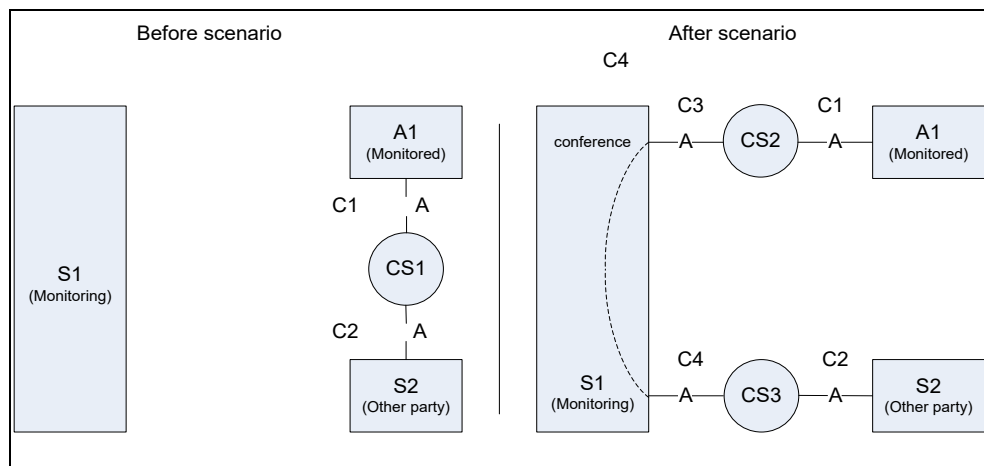 Before scenario
After scenario
C4
S1
(Monitoring)
A1
(Monitored)
C1
A
CS1
C2
A
S2
(Other party)
conference
C3
A
CS2
C1
A
A1
(Monitored)
S1
(Monitoring)
C4
A
CS3
C2
A
S2
(Other party)